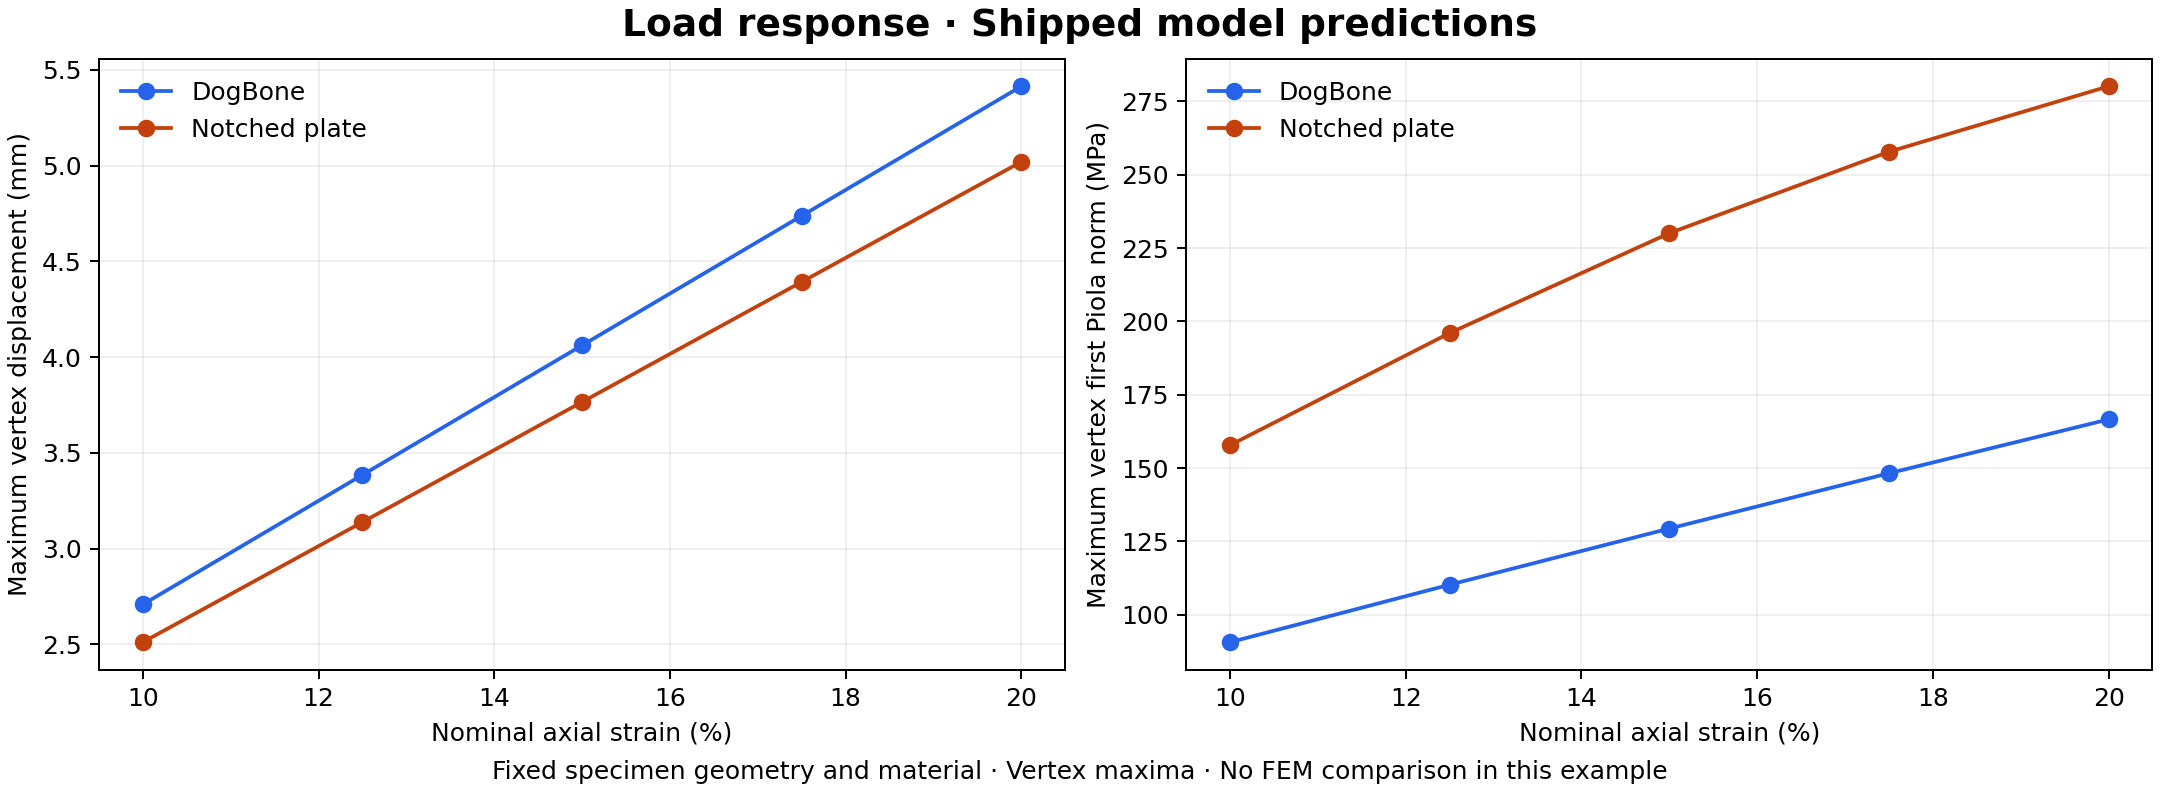 Load response · Shipped model predictions
Maximum vertex displacement (mm)
5.5
5.0
4.5
4.0
3.5
3.0
2.5
DogBone
Notched plate
10 12 14 16 18 20
Nominal axial strain (%)
Maximum vertex first Piola norm (MPa)
275
250
225
200
175
150
125
100
DogBone
Notched plate
10 12 14 16 18 20
Nominal axial strain (%)
Fixed specimen geometry and material · Vertex maxima · No FEM comparison in this example